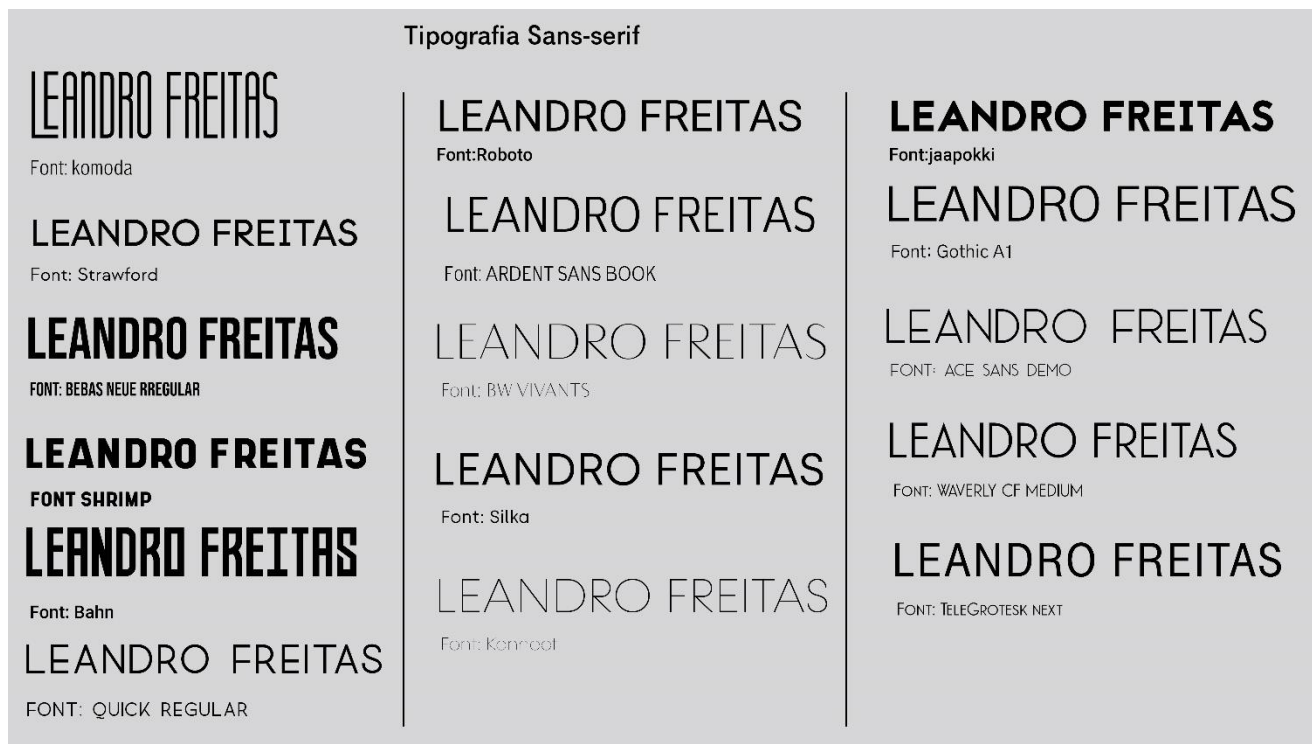 Tipografia Sans-serif
LEANDRO FREITAS
Font: komoda
LEANDRO FREITAS
Font: Strawford
LEANDRO FREITAS
FONT: BEBAS NEUE RREGULAR
LEANDRO FREITAS
FONT SHRIMP
LEANDRO FREITAS
Font: Bahn
LEANDRO FREITAS
FONT: QUICK REGULAR
LEANDRO FREITAS
Font:Roboto
LEANDRO FREITAS
Font: ARDENT SANS BOOK
LEANDRO FREITAS
Font: BW VIVANTS
LEANDRO FREITAS
Font: Silka
LEANDRO FREITAS
Font: Kannoot
LEANDRO FREITAS
Font:jaapokki
LEANDRO FREITAS
Font: Gothic A1
LEANDRO FREITAS
FONT: ACE SANS DEMO
LEANDRO FREITAS
FONT: WAVERLY CF MEDIUM
LEANDRO FREITAS
FONT: TELEGROTESK NEXT